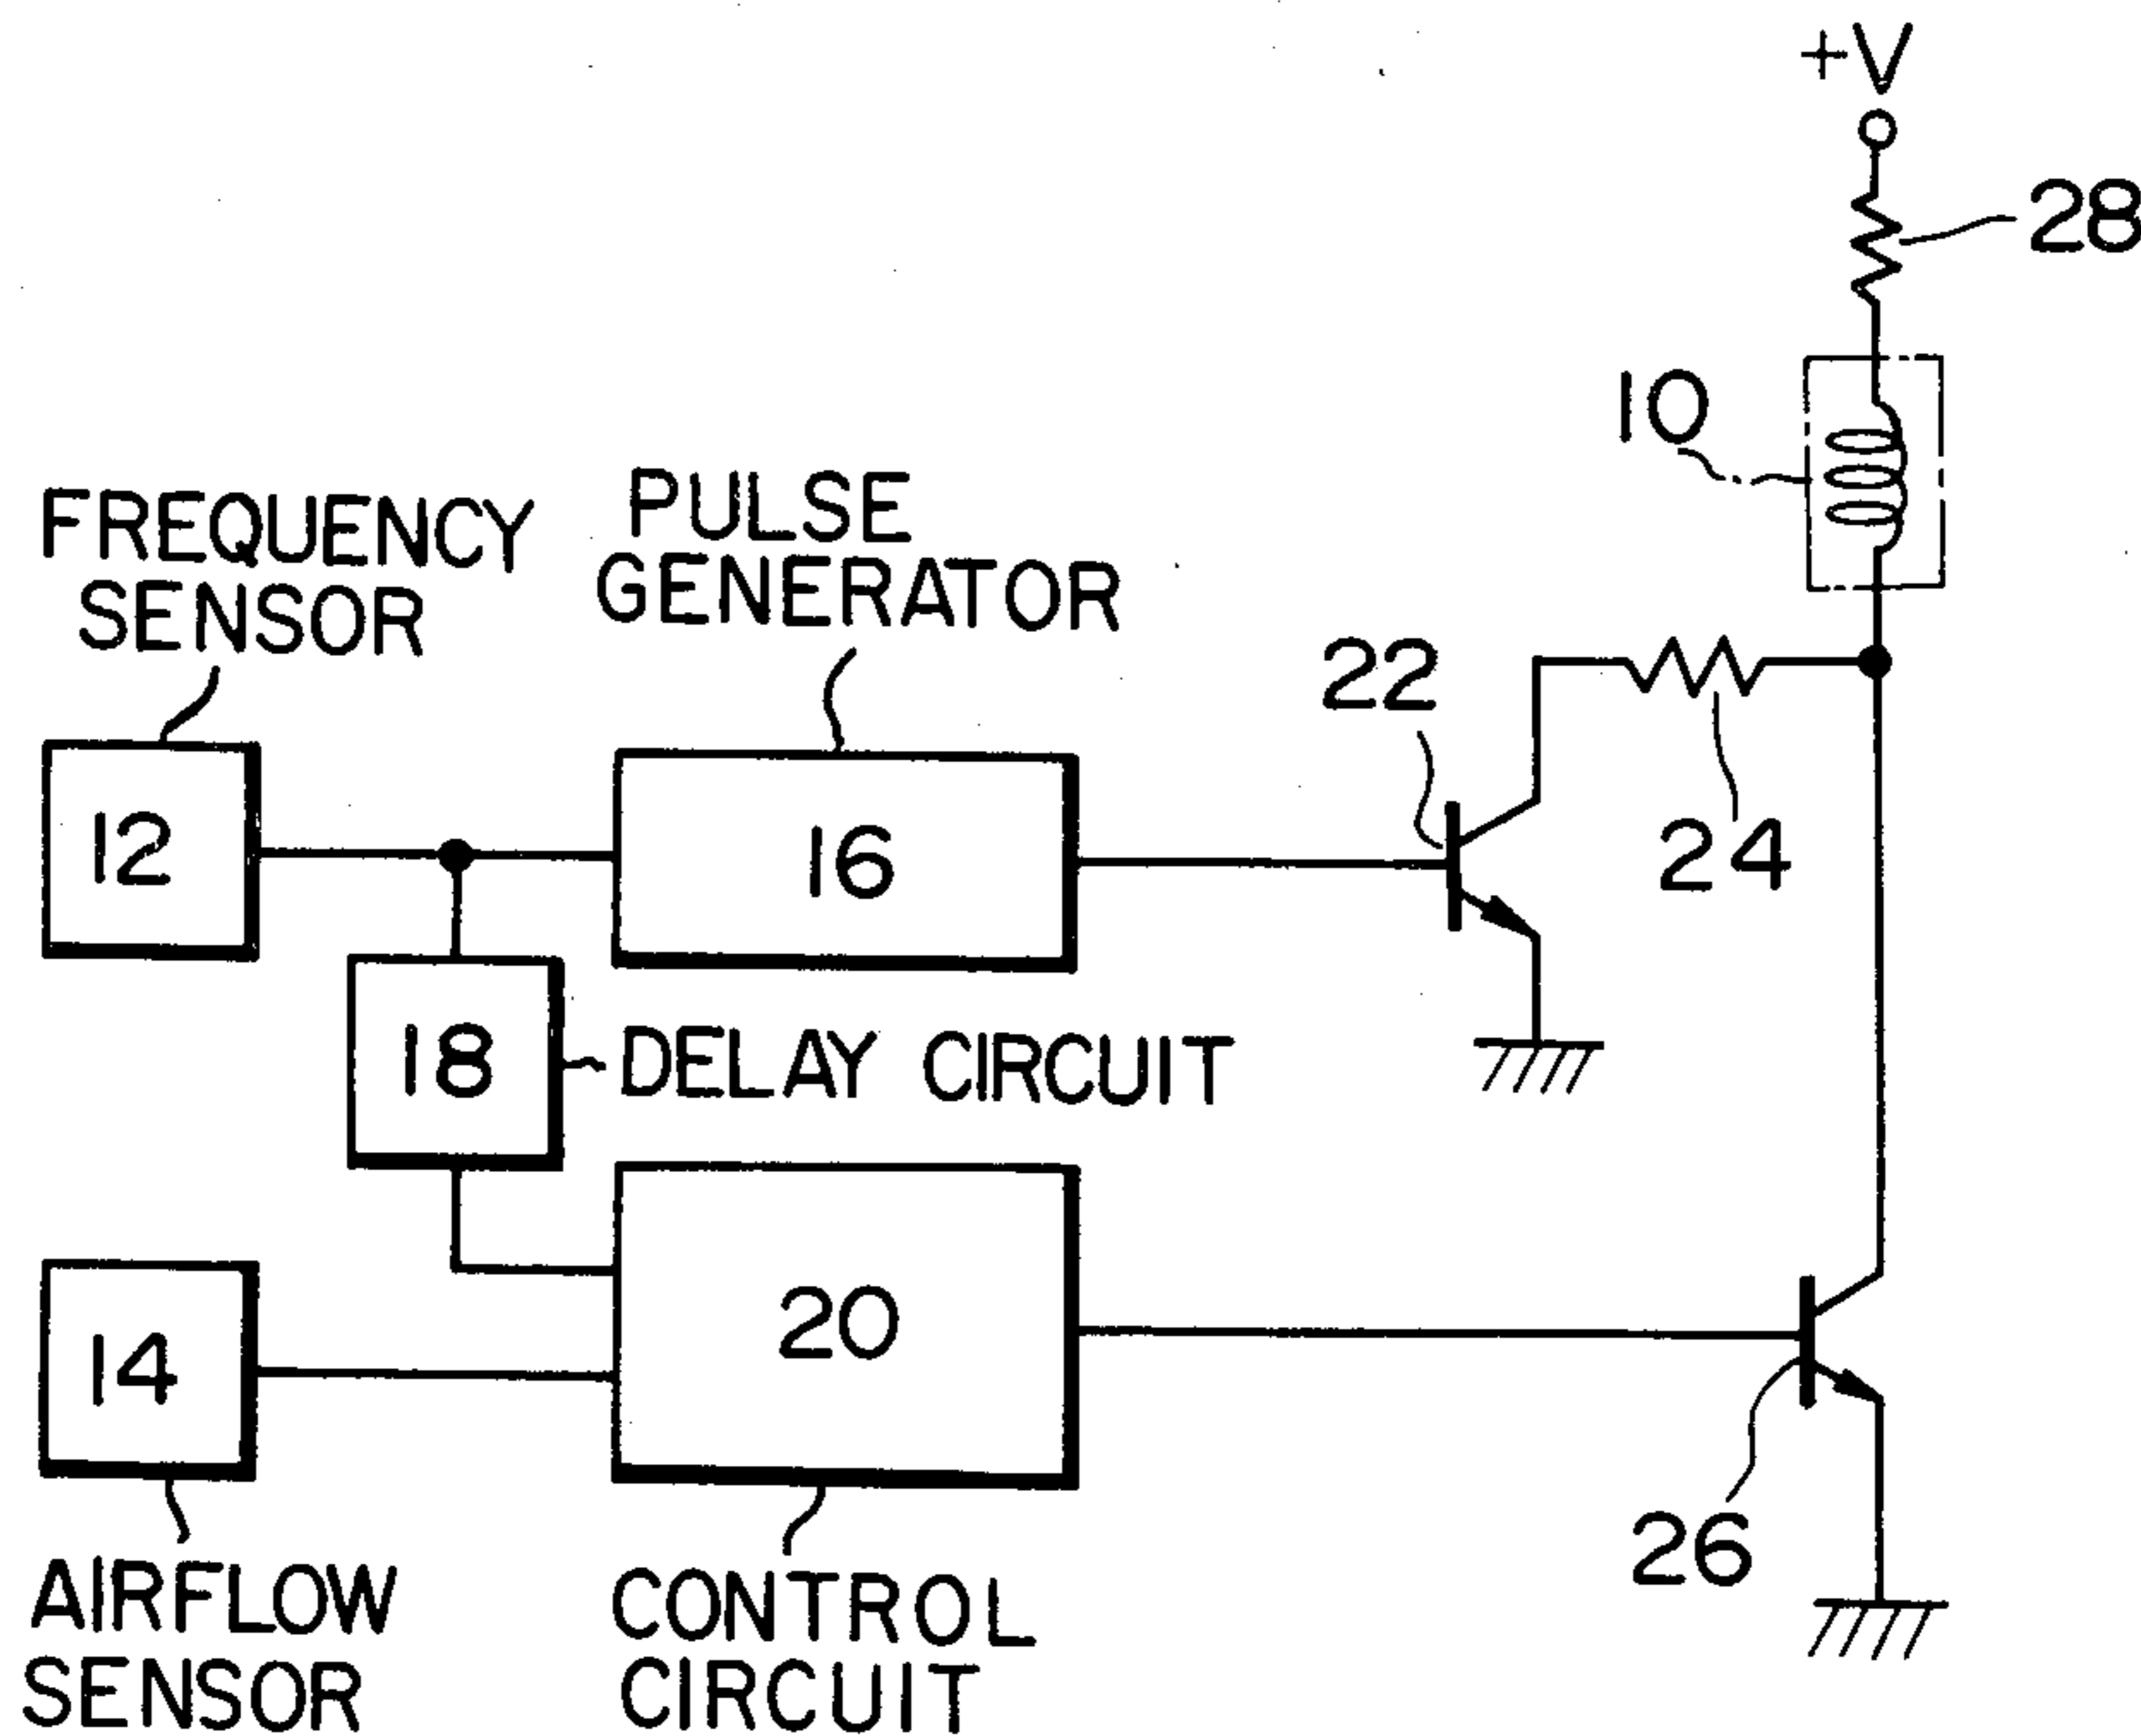 +V
28
10
FREQUENCY
SENSOR
PULSE
GENERATOR
22
24
12
16
18
DELAY CIRCUIT
14
20
26
AIRFLOW
SENSOR
CONTROL
CIRCUIT